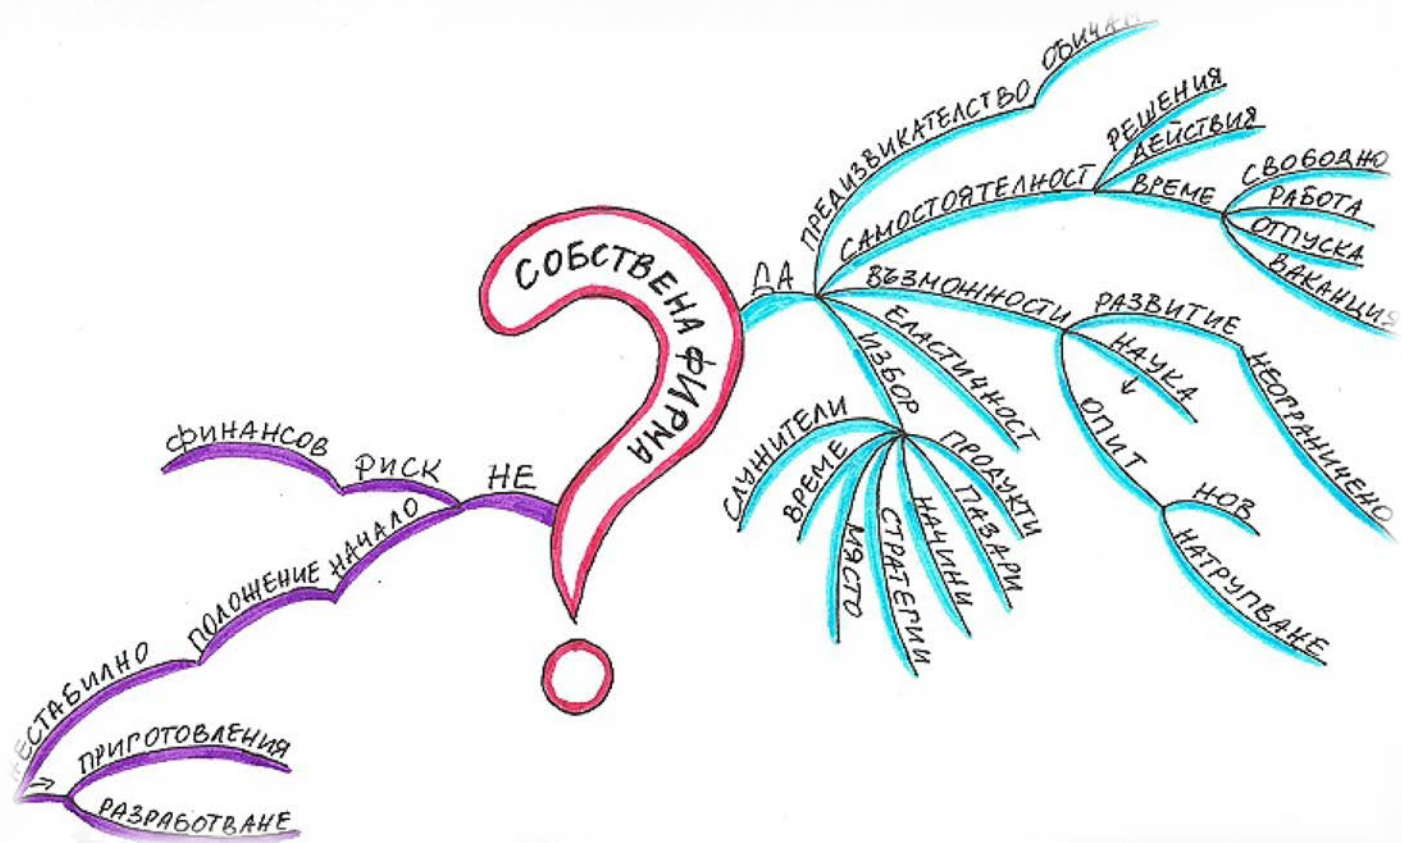 СОБСТВЕНА ФИРМА
ДА
ПРЕДИЗВИКАТЕЛСТВО
ОБИЧАМ
САМОСТОЯТЕЛНОСТ
РЕШЕНИЯ
ДЕЙСТВИЯ
ВРЕМЕ
СВОБОДНО
РАБОТА
ОТПУСКА
ВАКАНЦИЯ
ВЪЗМОЖНОСТИ
РАЗВИТИЕ
НЕОГРАНИЧЕНО
НАУКА
ОПИТ
НОВ
НАТРУПВАНЕ
ЕЛАСТИЧНОСТ
ИЗБОР
ПРОДУКТИ
ПАЗАРИ
НАЧИНИ
СТРАТЕГИИ
МЯСТО
ВРЕМЕ
СЛУЖИТЕЛИ
НЕ
РИСК
ФИНАНСОВ
НАЧАЛО
ПОЛОЖЕНИЕ
НЕСТАБИЛНО
ПРИГОТОВЛЕНИЯ
РАЗРАБОТВАНЕ